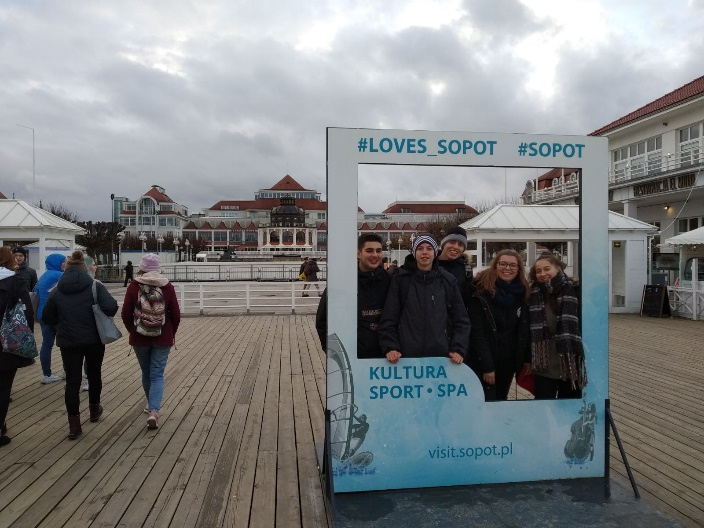 #LOVES_SOPOT #SOPOT
KULTURA
SPORT • SPA
visit.sopot.pl